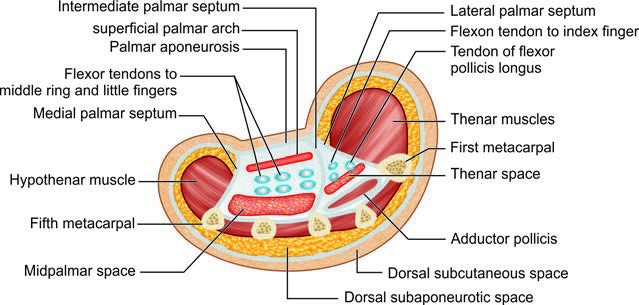 Intermediate palmar septum
superficial palmar arch
Palmar aponeurosis
Flexor tendons to
middle ring and little fingers
Medial palmar septum
Hypothenar muscle
Fifth metacarpal
Midpalmar space
Lateral palmar septum
Flexon tendon to index finger
Tendon of flexor
pollicis longus
Thenar muscles
First metacarpal
Thenar space
Adductor pollicis
Dorsal subcutaneous space
Dorsal subaponeurotic space